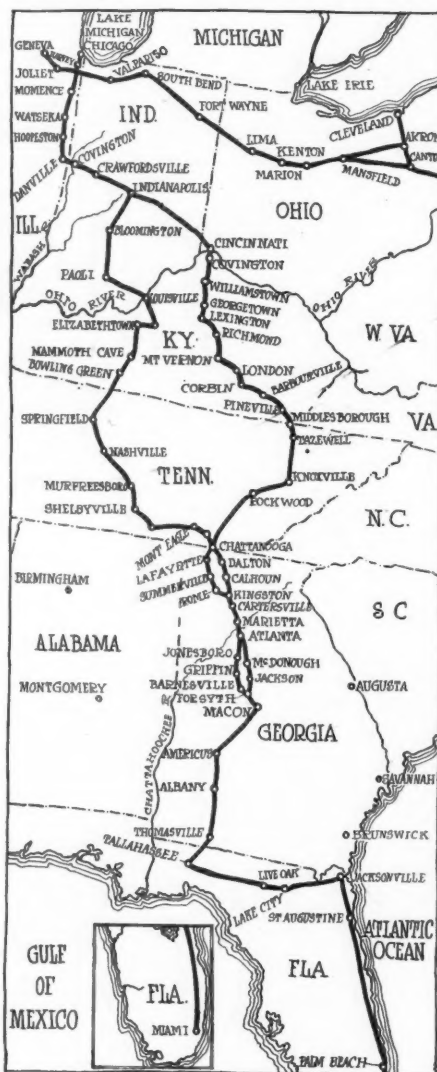 LAKE
MICHIGAN
CHICAGO
MICHIGAN
GENEVA
JOLIET
VALPARISO
SOUTH BEND
LAKE IRIE
MOMENCE
IND.
FORT WAYNE
CLEVELAND
WATSEKA
LIMA
AKRON
HOOPESTON
KENTON
CANTO
COVINGTON
MARION
MANSFIELD
DANVILLE
CRAWFORDSVILLE
INDIANAPOLIS
OHIO
ILL.
WABASH R
BLOOMINGTON
CINCINNATI
COVINGTON
OHIO RIVER
PAOLI
WILLIAMSTOWN
OHIO RIVER
LOUISVILLE
GEORGETOWN
LEXINGTON
ELIZABETHTOWN
KY.
RICHMOND
W. VA
MAMMOTH CAVE
MT VERNON
BOWLING GREEN
LONDON
CORBIN
BARBOURVILLE
PINEVILLE
VA.
SPRINGFIELD
MIDDLESBOROUGH
TAZEWELL
NASHVILLE
TENN.
KNOXVILLE
MURFREESBORO
ROCKWOOD
SHELBYVILLE
N.C.
MONT EAGLE
CHATTANOOGA
LAFAYETTE
DALTON
BIRMINGHAM
SUMMERVILLE
CALHOUN
ROME
KINGSTON
CARTERSVILLE
S C
MARIETTA
ALABAMA
ATLANTA
JONESBORO
MCDONOUGH
GRIFFIN
JACKSON
MONTGOMERY
BARNESVILLE
AUGUSTA
FORSYTH
MACON
GEORGIA
CHATTAHOOCHEE
AMERICUS
ALBANY
SAVANNAH
THOMASVILLE
BRUNSWICK
TALLAHASSEE
LIVE OAK
JACKSONVILLE
LAKE CITY
ST AUGUSTINE
ATLANTIC
OCEAN
GULF
OF
MEXICO
FLA.
FLA.
MIAMI
PALM BEACH